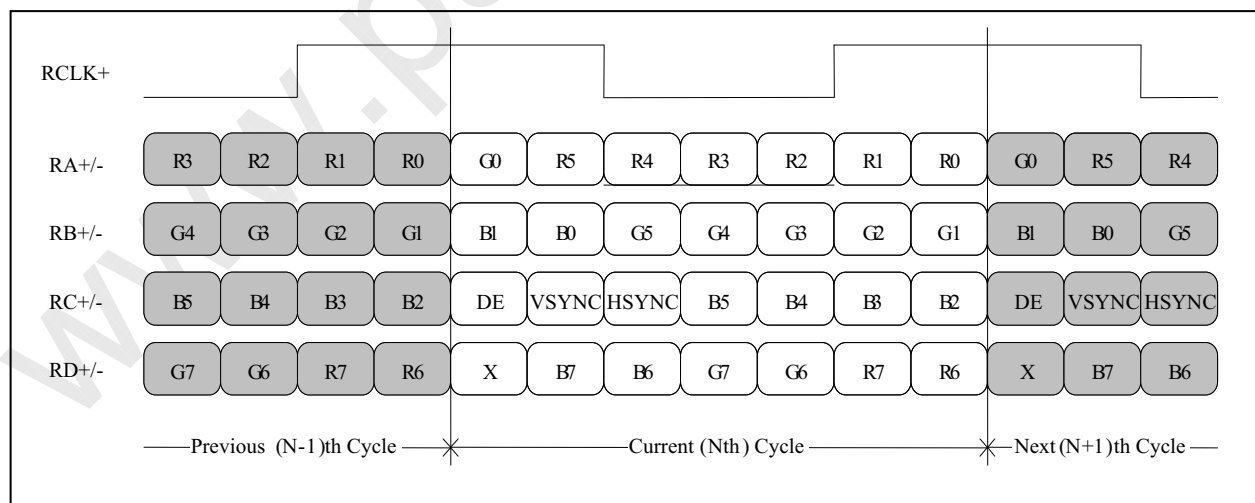 RCLK+
RA+/- R3 R2 R1 R0 G0 R5 R4 R3 R2 R1 R0 G0 R5 R4
RB+/- G4 G3 G2 G1 B1 B0 G5 G4 G3 G2 G1 B1 B0 G5
RC+/- B5 B4 B3 B2 DE VSYNC HSYNC B5 B4 B3 B2 DE VSYNC HSYNC
RD+/- G7 G6 R7 R6 X B7 B6 G7 G6 R7 R6 X B7 B6
Previous (N-1)th Cycle Current (Nth) Cycle Next (N+1)th Cycle
www.p